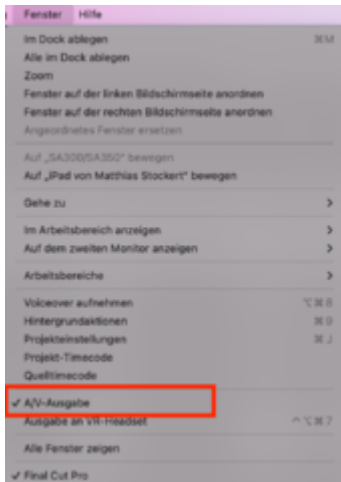 Fenster Hilfe
Im Dock ablegen ⌘M
Alle im Dock ablegen
Zoom
Fenster auf der linken Bildschirmseite anordnen
Fenster auf der rechten Bildschirmseite anordnen
Angeordnetes Fenster ersetzen
Auf „SA300/SA350“ bewegen
Auf „iPad von Matthias Stockert“ bewegen
Gehe zu >
Im Arbeitsbereich anzeigen >
Auf dem zweiten Monitor anzeigen >
Arbeitsbereiche >
Voiceover aufnehmen ⌥⌘8
Hintergrundaktionen ⌘9
Projekteinstellungen ⌘J
Projekt-Timecode
Quelltimecode
✓ A/V-Ausgabe
Ausgabe an VR-Headset ^⌥⌘7
Alle Fenster zeigen
✓ Final Cut Pro